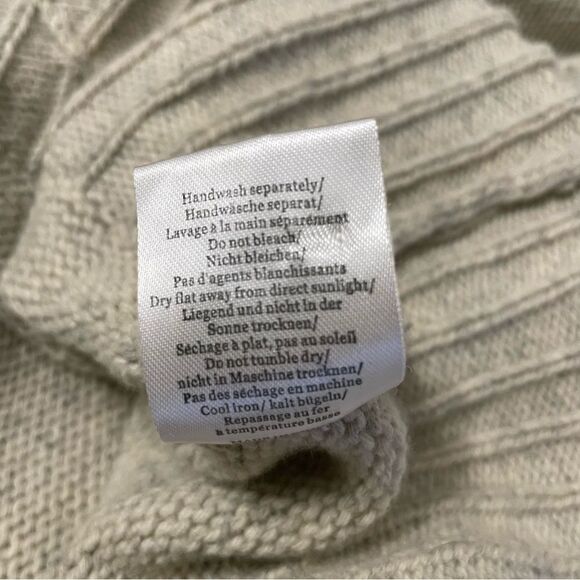 Handwash separately/
Handwäsche separat/
Lavage à la main séparément
Do not bleach/
Nicht bleichen/
Pas d'agents blanchissants
Dry flat away from direct sunlight/
Liegend und nicht in der
Sonne trocknen/
Séchage à plat, pas au soleil
Do not tumble dry/
nicht in Maschine trocknen/
Pas des séchage en machine
Cool iron/ kalt bügeln/
Repassage au fer
à température basse